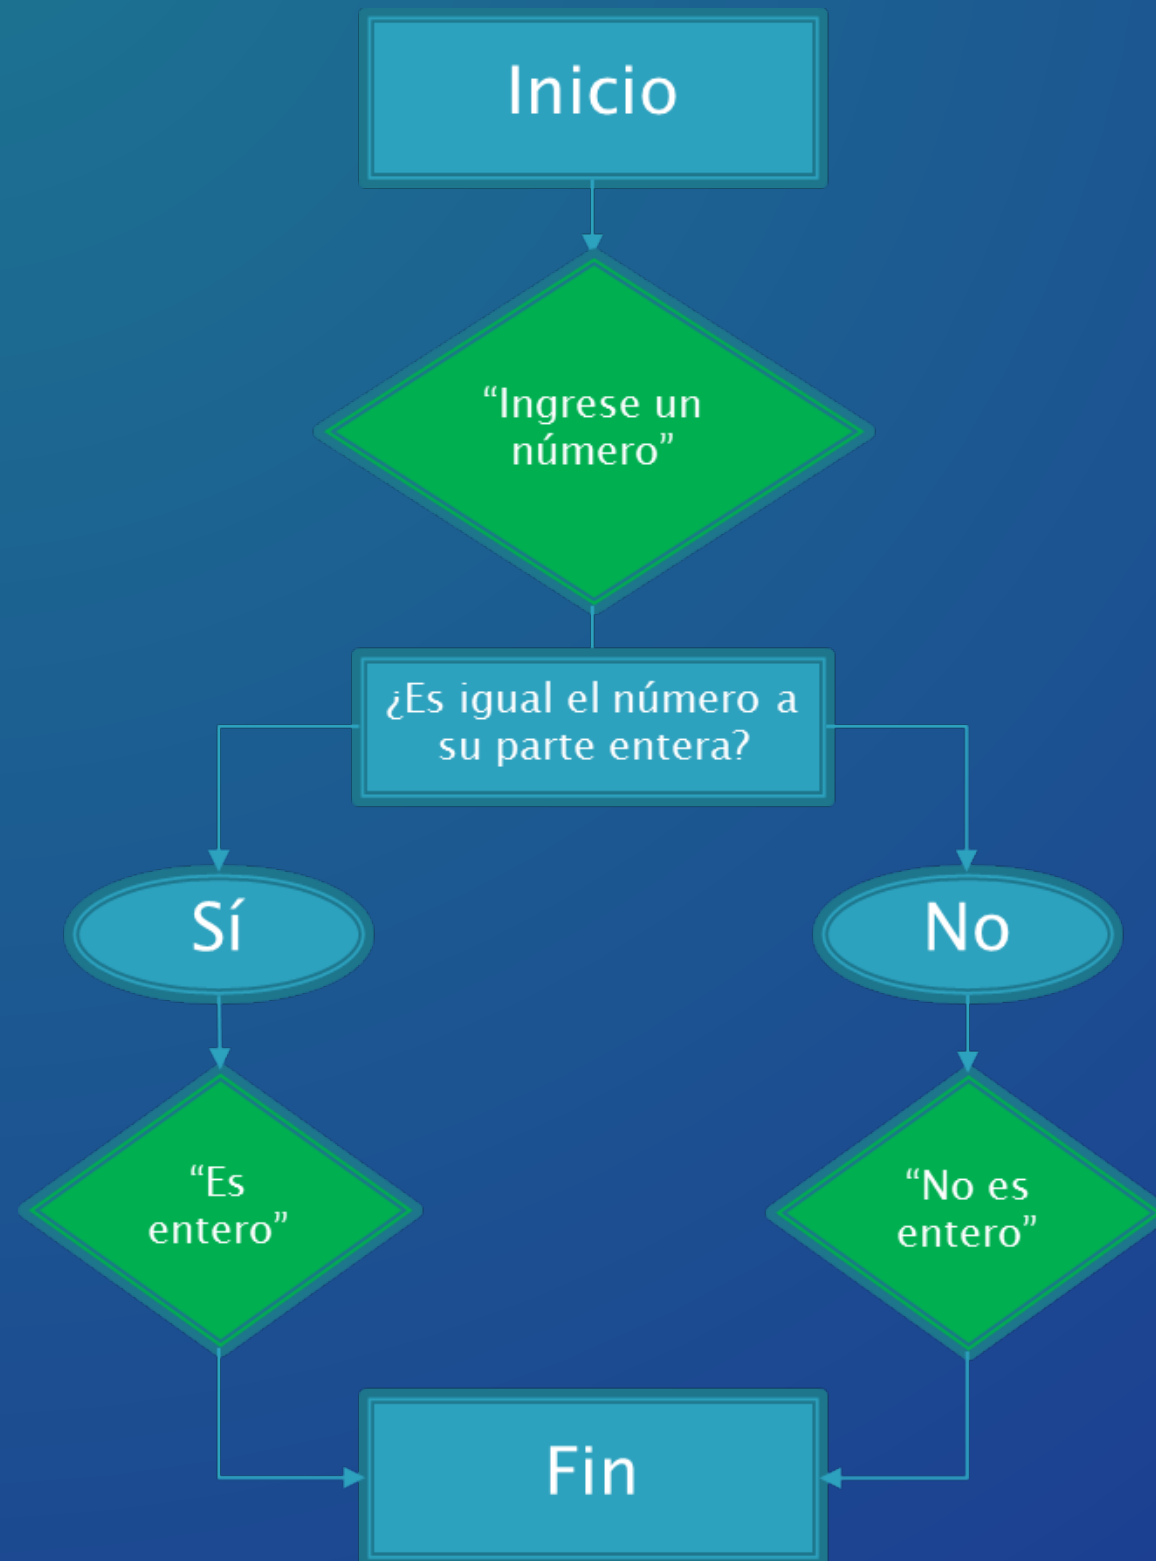 Inicio
“Ingrese un
número”
¿Es igual el número a
su parte entera?
Sí
No
“Es
entero”
“No es
entero”
Fin